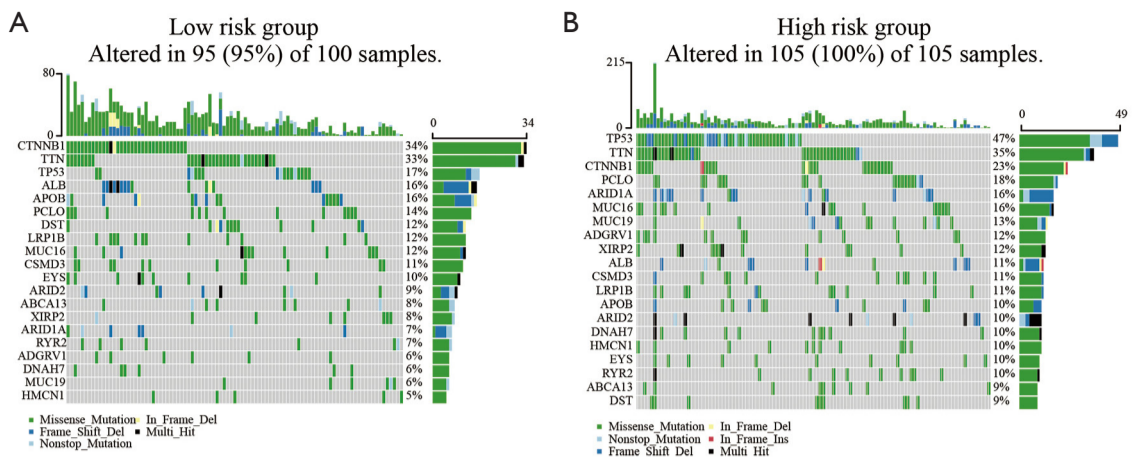 A
Low risk group
Altered in 95 (95%) of 100 samples.
80
0
0 34
CTNNB1 34%
TTN 33%
TP53 17%
ALB 16%
APOB 16%
PCLO 14%
DST 12%
LRP1B 12%
MUC16 12%
CSMD3 11%
EYS 10%
ARID2 9%
ABCA13 8%
XIRP2 8%
ARID1A 7%
RYR2 7%
ADGRV1 6%
DNAH7 6%
MUC19 6%
HMCN1 5%
Missense_Mutation In_Frame_Del
Frame_Shift_Del Multi_Hit
Nonstop_Mutation
B
High risk group
Altered in 105 (100%) of 105 samples.
215
0
0 49
TP53 47%
TTN 35%
CTNNB1 23%
PCLO 18%
ARID1A 16%
MUC16 16%
MUC19 13%
ADGRV1 12%
XIRP2 12%
ALB 11%
CSMD3 11%
LRP1B 11%
APOB 10%
ARID2 10%
DNAH7 10%
HMCN1 10%
EYS 10%
RYR2 10%
ABCA13 9%
DST 9%
Missense_Mutation In_Frame_Del
Nonstop_Mutation In_Frame_Ins
Frame_Shift_Del Multi_Hit